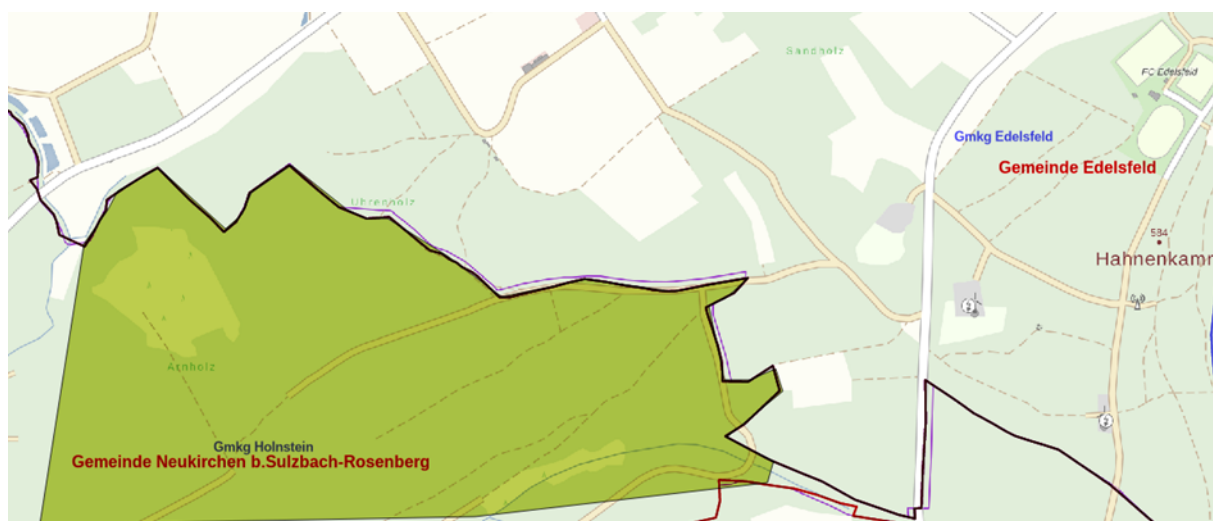 Sandholz
FC Edelsfeld
Gmkg Edelsfeld
Gemeinde Edelsfeld
Uhrenholz
584
Hahnenkamm
Arnholz
Gmkg Holnstein
Gemeinde Neukirchen b.Sulzbach-Rosenberg